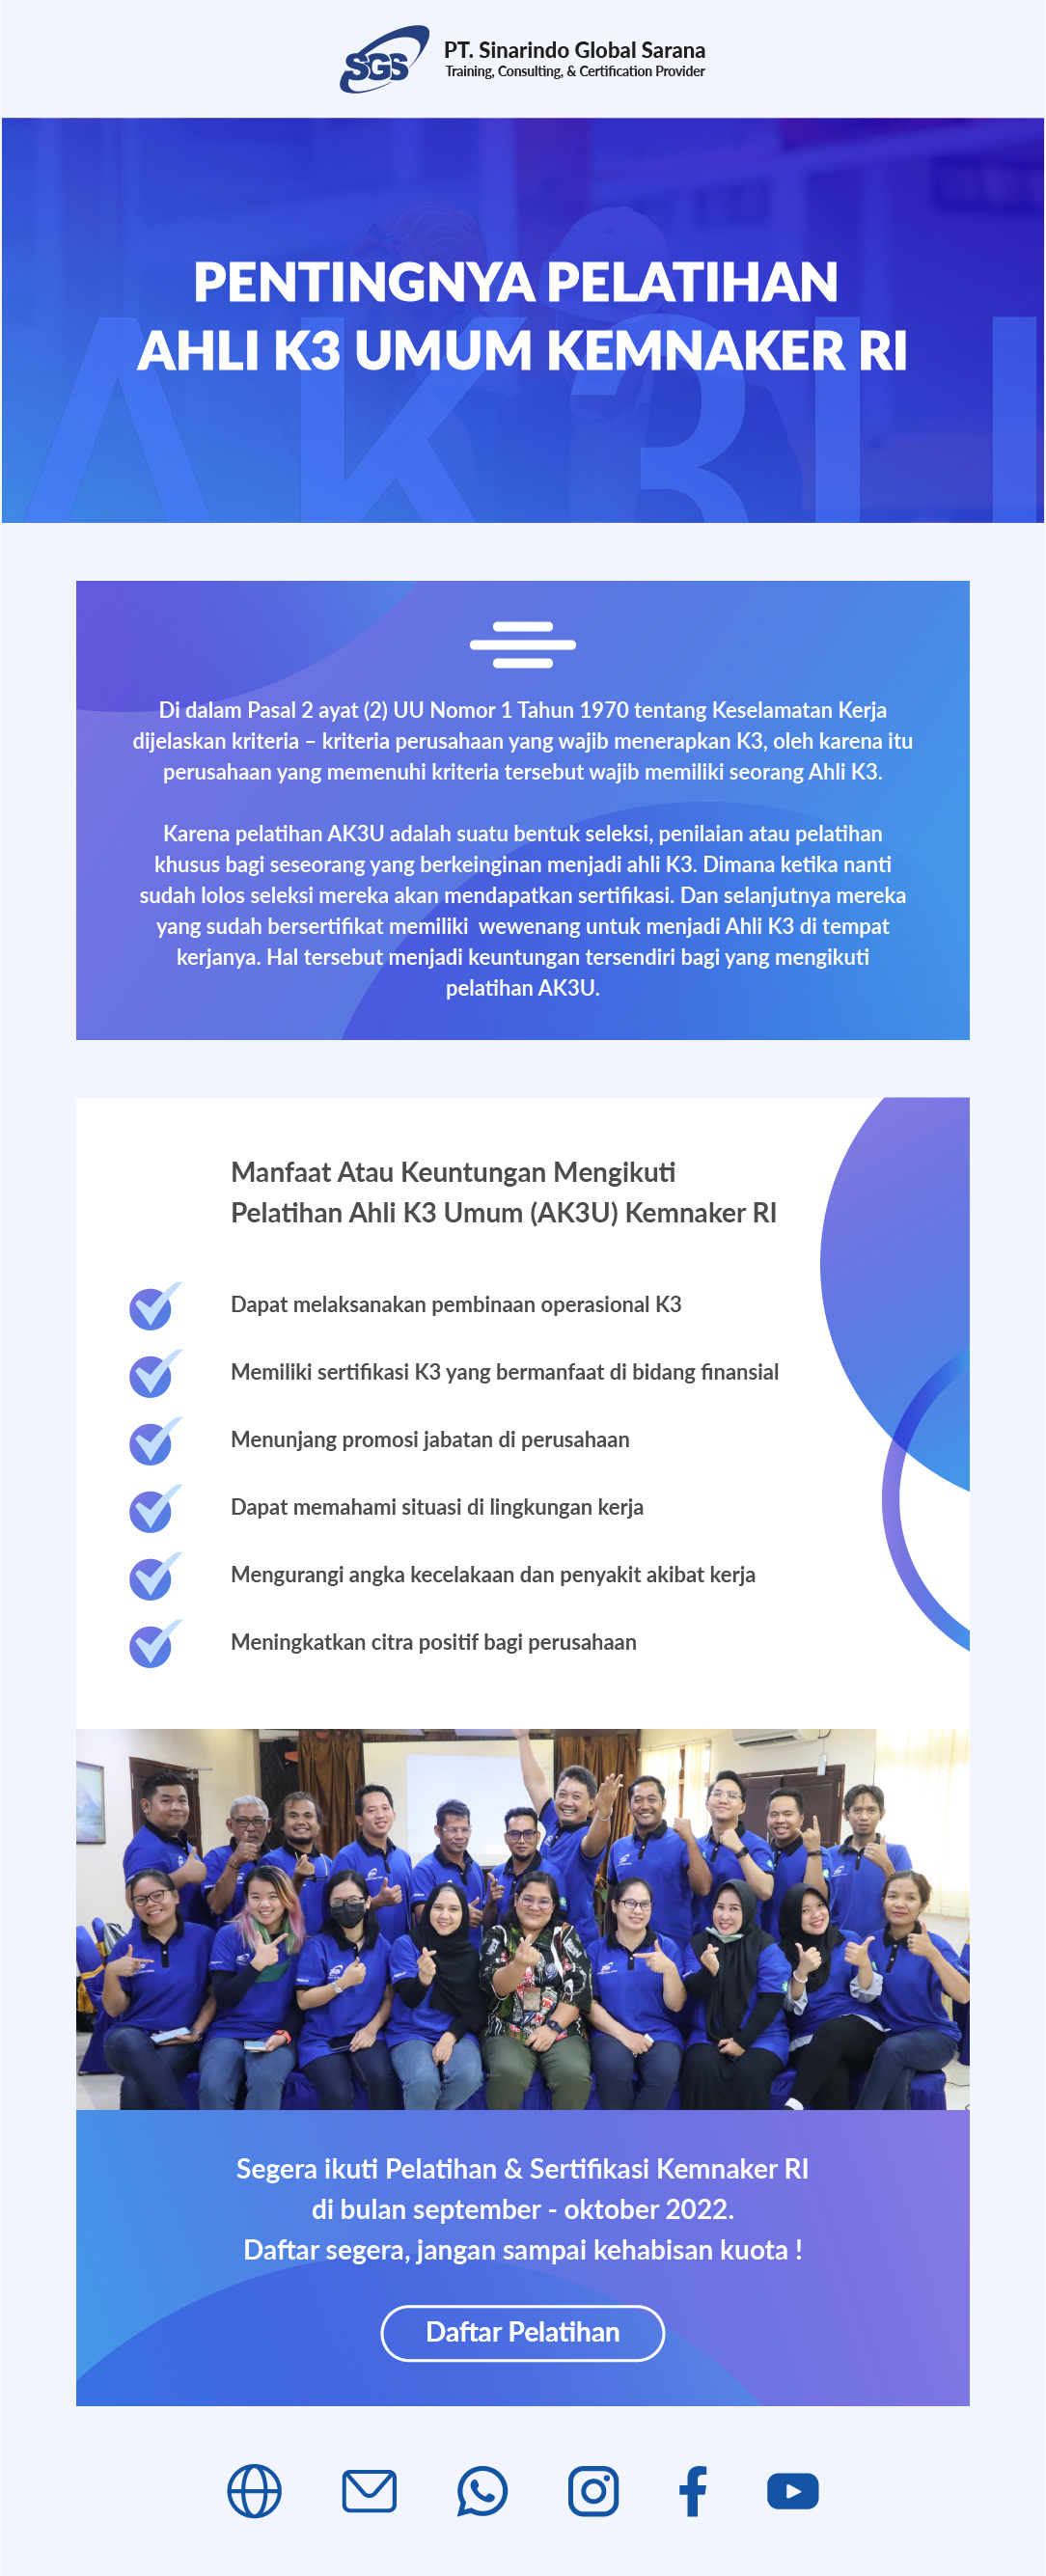 SGS
PT. Sinarindo Global Sarana
Training, Consulting, & Certification Provider
PENTINGNYA PELATIHAN
AHLI K3 UMUM KEMNAKER RI
AK3U
Di dalam Pasal 2 ayat (2) UU Nomor 1 Tahun 1970 tentang Keselamatan Kerja
dijelaskan kriteria – kriteria perusahaan yang wajib menerapkan K3, oleh karena itu
perusahaan yang memenuhi kriteria tersebut wajib memiliki seorang Ahli K3.
Karena pelatihan AK3U adalah suatu bentuk seleksi, penilaian atau pelatihan
khusus bagi seseorang yang berkeinginan menjadi ahli K3. Dimana ketika nanti
sudah lolos seleksi mereka akan mendapatkan sertifikasi. Dan selanjutnya mereka
yang sudah bersertifikat memiliki  wewenang untuk menjadi Ahli K3 di tempat
kerjanya. Hal tersebut menjadi keuntungan tersendiri bagi yang mengikuti
pelatihan AK3U.
Manfaat Atau Keuntungan Mengikuti
Pelatihan Ahli K3 Umum (AK3U) Kemnaker RI
Dapat melaksanakan pembinaan operasional K3
Memiliki sertifikasi K3 yang bermanfaat di bidang finansial
Menunjang promosi jabatan di perusahaan
Dapat memahami situasi di lingkungan kerja
Mengurangi angka kecelakaan dan penyakit akibat kerja
Meningkatkan citra positif bagi perusahaan
Segera ikuti Pelatihan & Sertifikasi Kemnaker RI
di bulan september - oktober 2022.
Daftar segera, jangan sampai kehabisan kuota !
Daftar Pelatihan